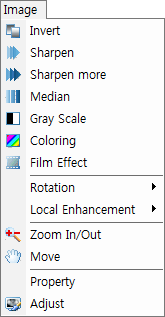 Image
Invert
Sharpen
Sharpen more
Median
Gray Scale
Coloring
Film Effect
Rotation
Local Enhancement
Zoom In/Out
Move
Property
Adjust